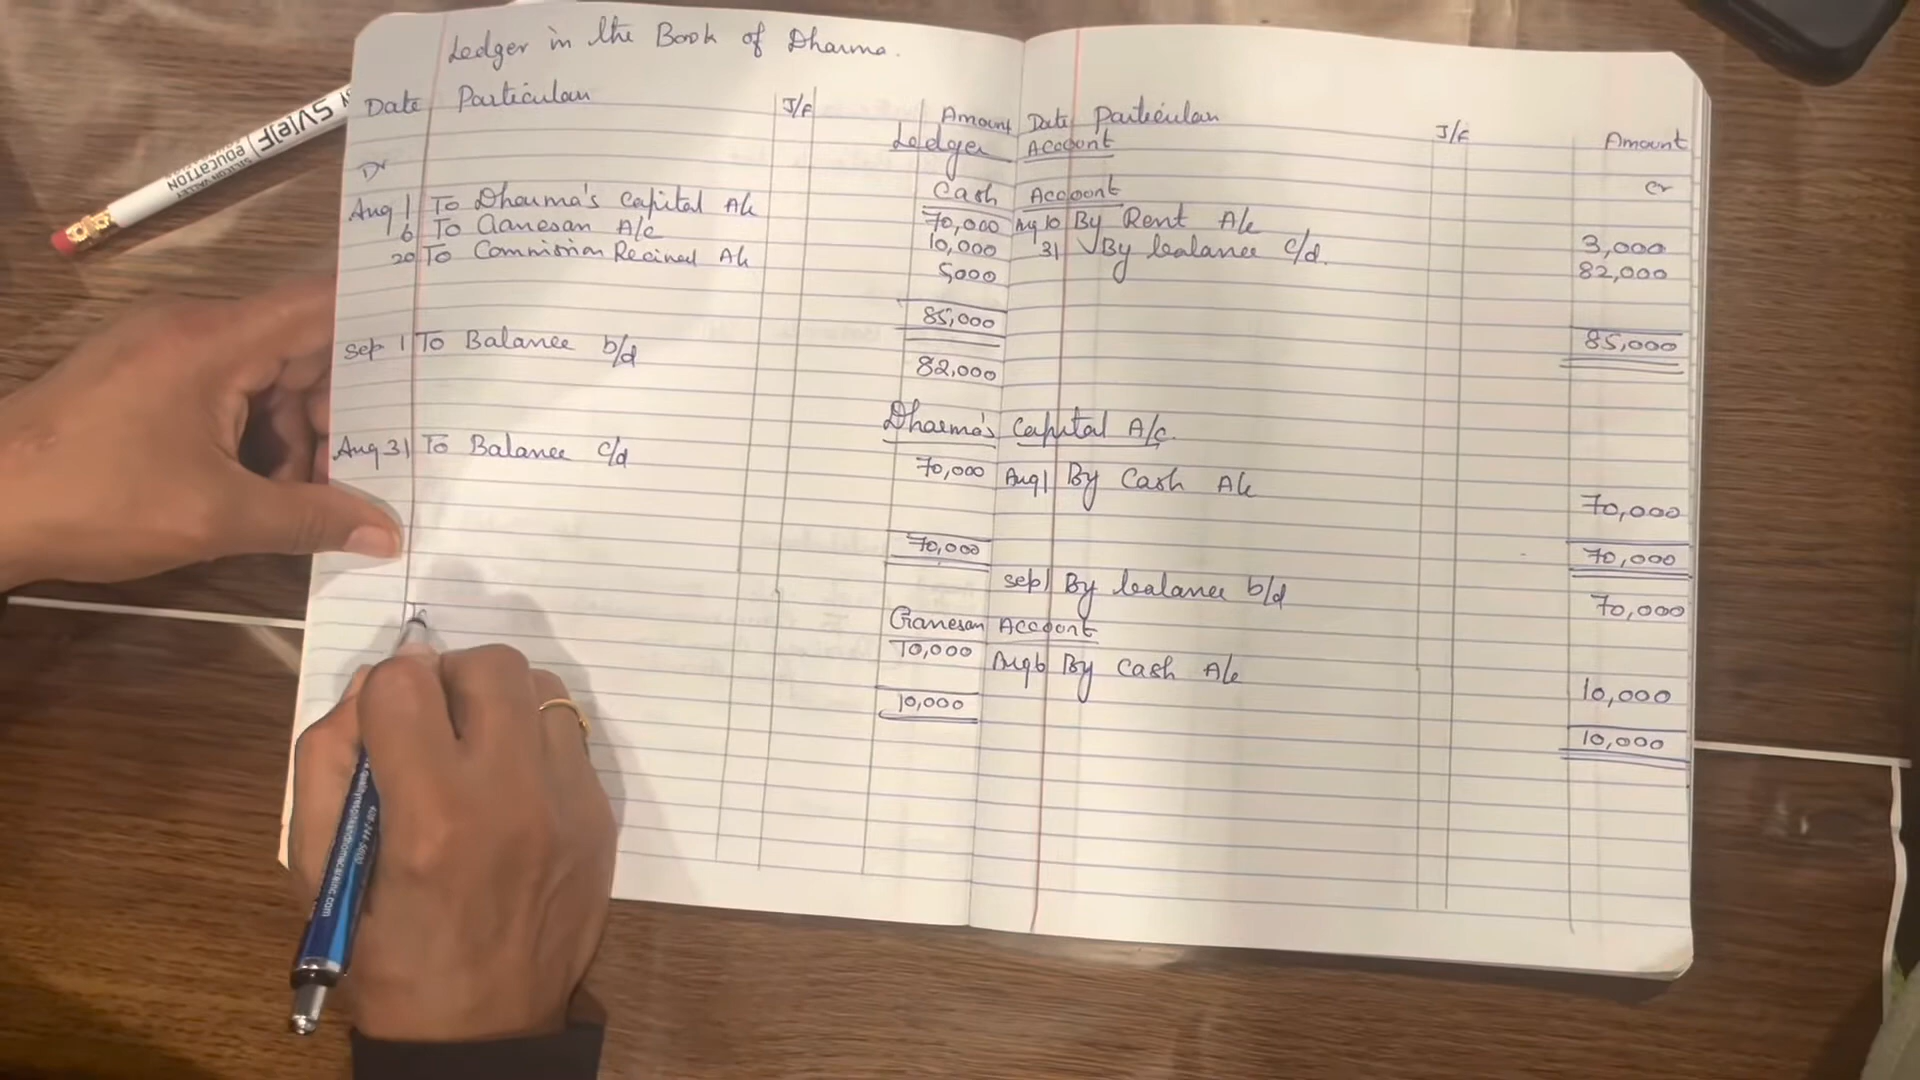 Ledger in the Book of Dharma.
Date Particulars J/F Amount Date Particulars J/F Amount
Ledger Account
Dr Cr
Cash Account
Aug 1 To Dharma's Capital A/c 70,000 Aug 10 By Rent A/c 3,000
6 To Ganesan A/c 10,000 31 By balance c/d. 82,000
20 To Commission Recived A/c 5000
85,000 85,000
Sep 1 To Balance b/d 82,000
Dharma's Capital A/c.
Aug 31 To Balance c/d 70,000 Aug 1 By Cash A/c 70,000
70,000 70,000
Sep 1 By balance b/d 70,000
Ganesan Account
To 10,000 Aug 6 By Cash A/c 10,000
10,000 10,000
SV[e]F
EDUCATION